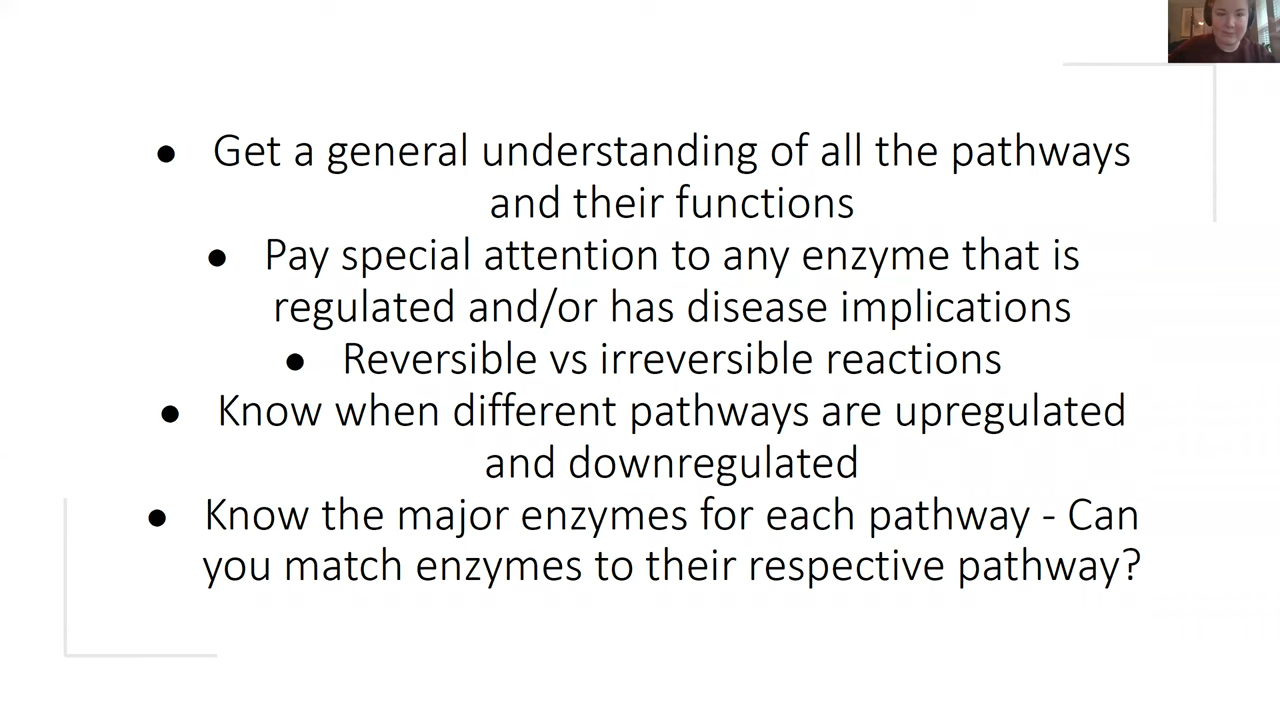 ● Get a general understanding of all the pathways
and their functions
● Pay special attention to any enzyme that is
regulated and/or has disease implications
● Reversible vs irreversible reactions
● Know when different pathways are upregulated
and downregulated
● Know the major enzymes for each pathway - Can
you match enzymes to their respective pathway?